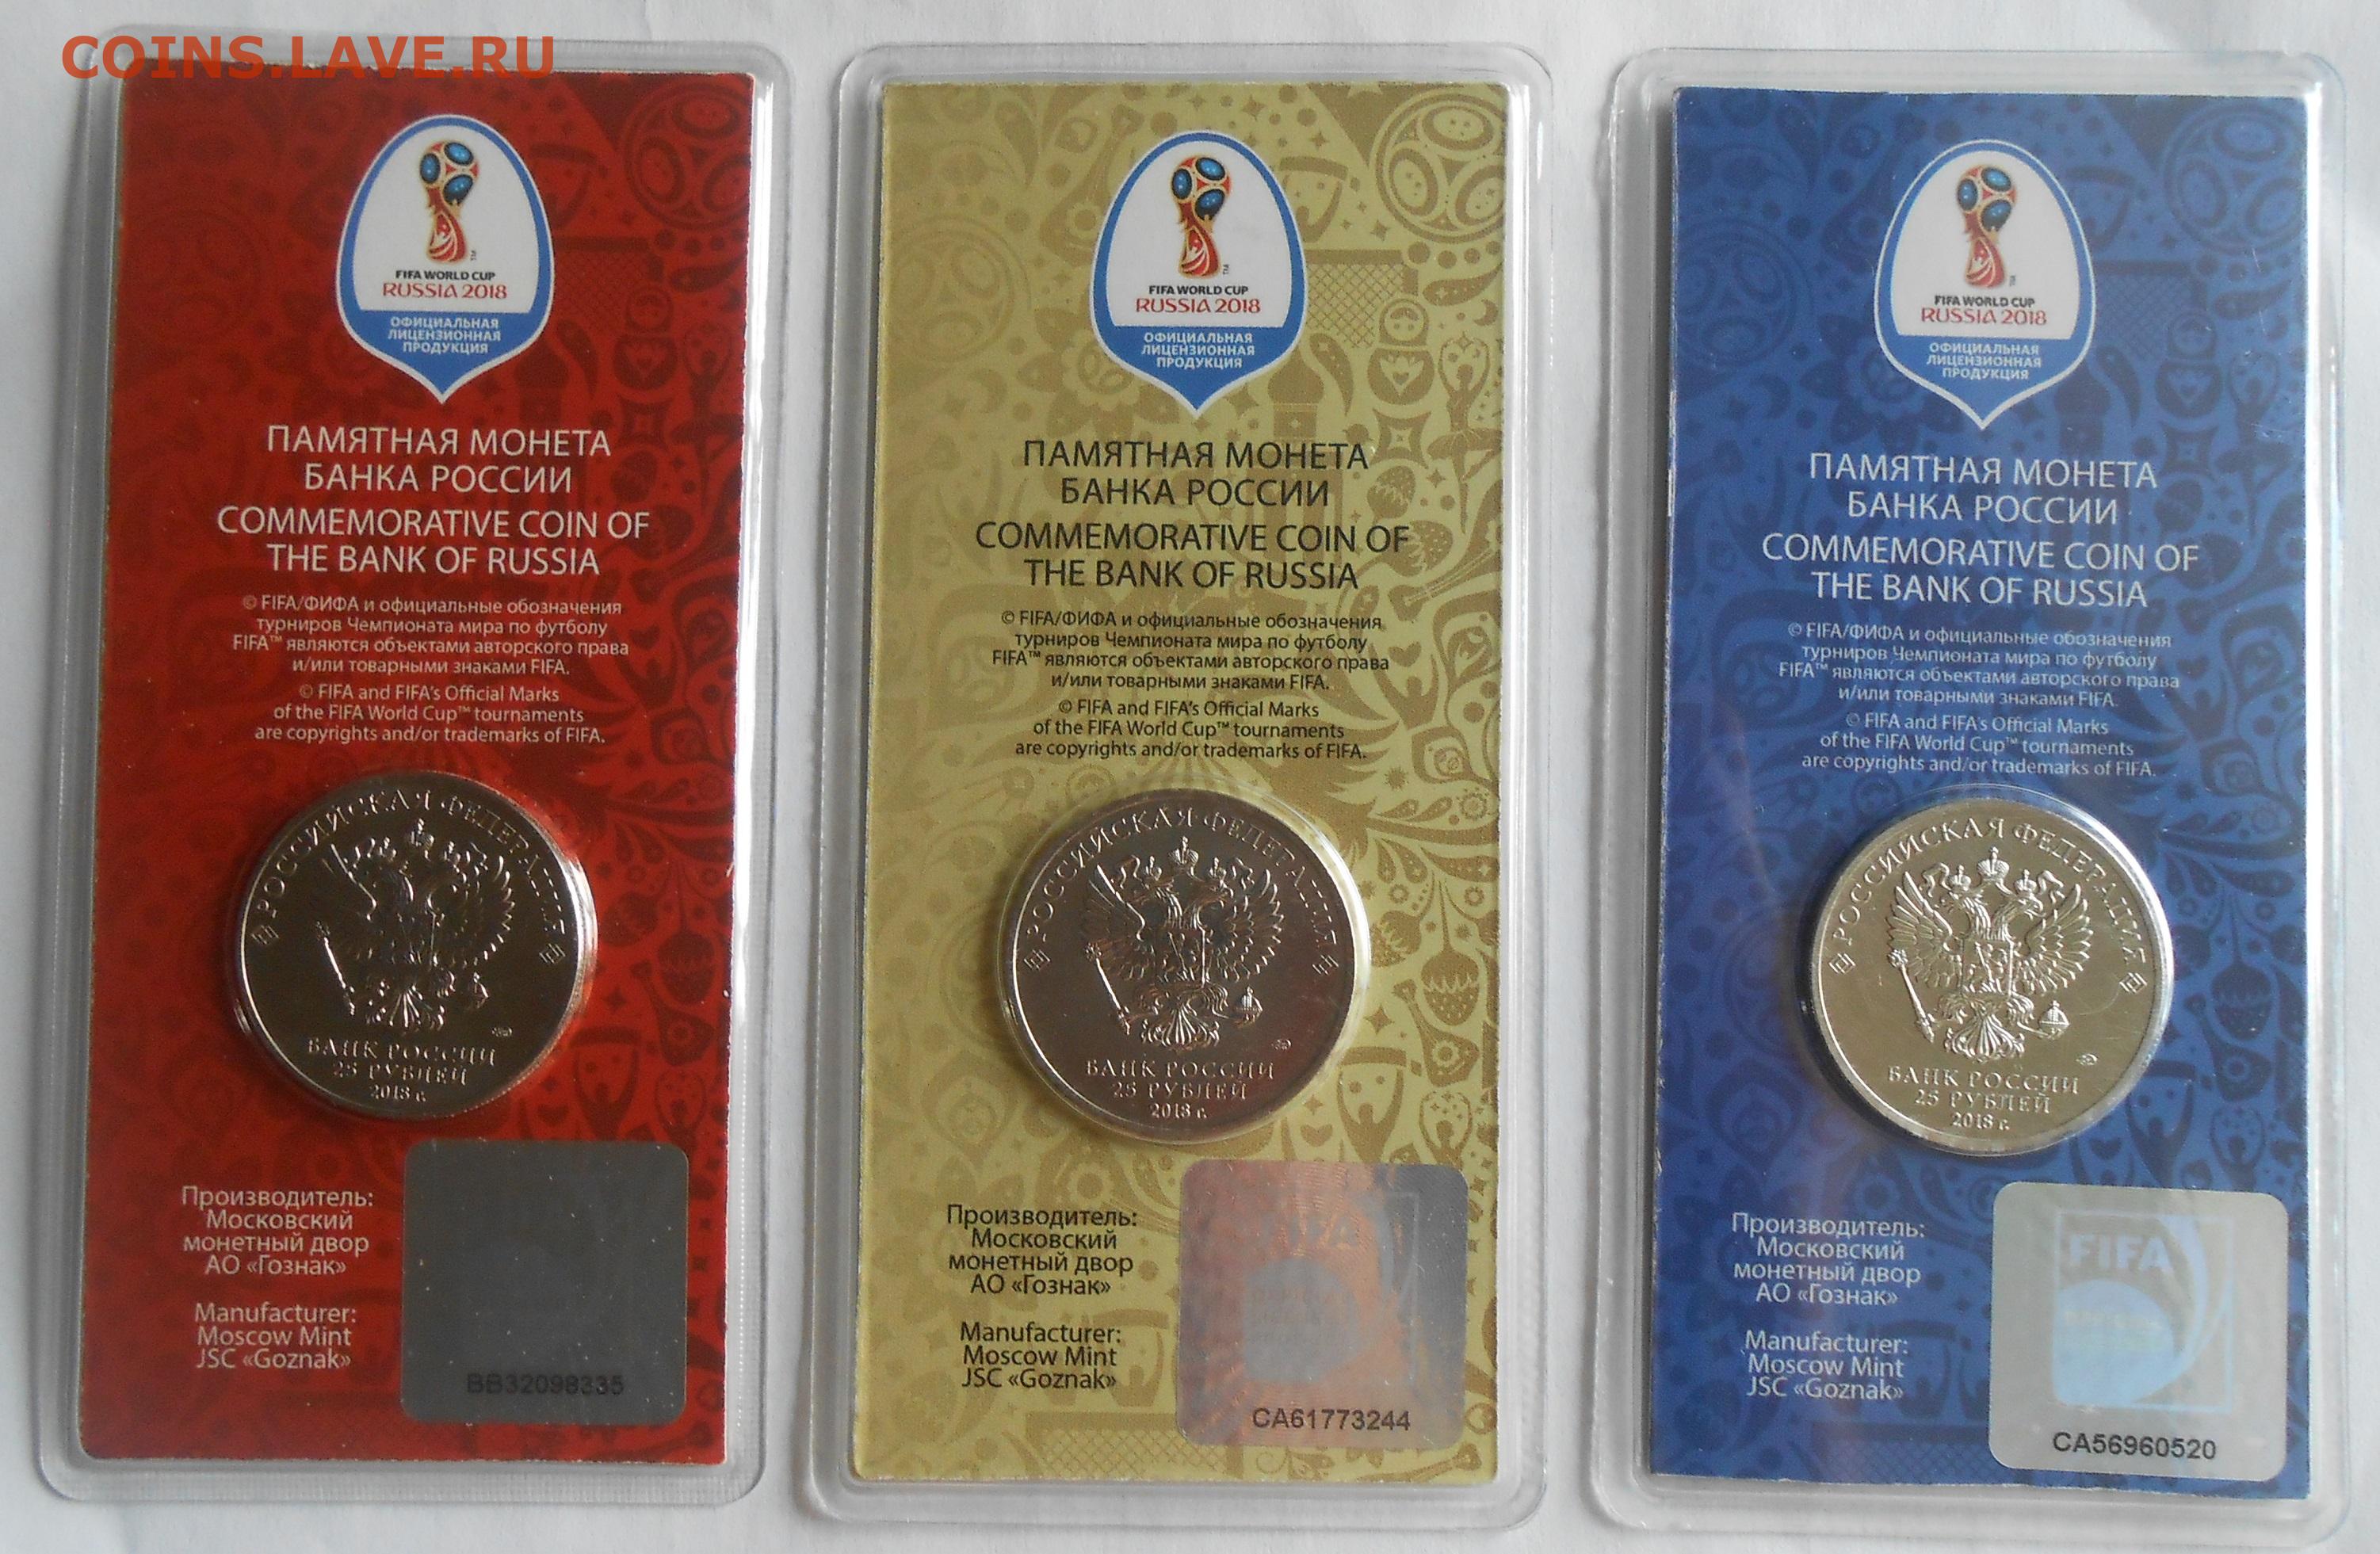 COINS.LAVE.RU
FIFA WORLD CUP
RUSSIA 2018
ОФИЦИАЛЬНАЯ
ЛИЦЕНЗИОННАЯ
ПРОДУКЦИЯ
ПАМЯТНАЯ МОНЕТА
БАНКА РОССИИ
COMMEMORATIVE COIN OF
THE BANK OF RUSSIA
© FIFA/ФИФА и официальные обозначения
турниров Чемпионата мира по футболу
FIFA™ являются объектами авторского права
и/или товарными знаками FIFA.
© FIFA and FIFA's Official Marks
of the FIFA World Cup™ tournaments
are copyrights and/or trademarks of FIFA.
РОССИЙСКАЯ ФЕДЕРАЦИЯ
БАНК РОССИИ
25 РУБЛЕЙ
2018 г.
Производитель:
Московский
монетный двор
АО «Гознак»
Manufacturer:
Moscow Mint
JSC «Goznak»
BB32098335
FIFA WORLD CUP
RUSSIA 2018
ОФИЦИАЛЬНАЯ
ЛИЦЕНЗИОННАЯ
ПРОДУКЦИЯ
ПАМЯТНАЯ МОНЕТА
БАНКА РОССИИ
COMMEMORATIVE COIN OF
THE BANK OF RUSSIA
© FIFA/ФИФА и официальные обозначения
турниров Чемпионата мира по футболу
FIFA™ являются объектами авторского права
и/или товарными знаками FIFA.
© FIFA and FIFA's Official Marks
of the FIFA World Cup™ tournaments
are copyrights and/or trademarks of FIFA.
РОССИЙСКАЯ ФЕДЕРАЦИЯ
БАНК РОССИИ
25 РУБЛЕЙ
2018 г.
Производитель:
Московский
монетный двор
АО «Гознак»
Manufacturer:
Moscow Mint
JSC «Goznak»
FIFA
CA61773244
FIFA WORLD CUP
RUSSIA 2018
ОФИЦИАЛЬНАЯ
ЛИЦЕНЗИОННАЯ
ПРОДУКЦИЯ
ПАМЯТНАЯ МОНЕТА
БАНКА РОССИИ
COMMEMORATIVE COIN OF
THE BANK OF RUSSIA
© FIFA/ФИФА и официальные обозначения
турниров Чемпионата мира по футболу
FIFA™ являются объектами авторского права
и/или товарными знаками FIFA.
© FIFA and FIFA's Official Marks
of the FIFA World Cup™ tournaments
are copyrights and/or trademarks of FIFA.
РОССИЙСКАЯ ФЕДЕРАЦИЯ
БАНК РОССИИ
25 РУБЛЕЙ
2018 г.
Производитель:
Московский
монетный двор
АО «Гознак»
Manufacturer:
Moscow Mint
JSC «Goznak»
FIFA
CA56960520